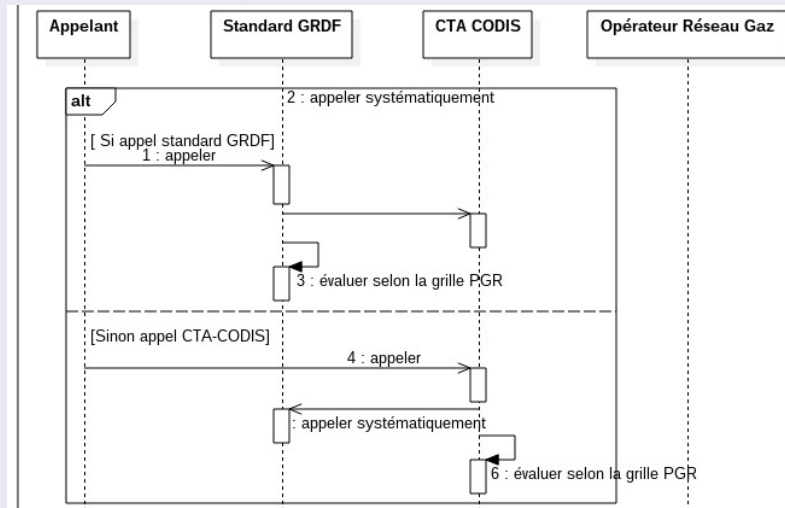 Appelant
Standard GRDF
CTA CODIS
Opérateur Réseau Gaz
alt
2 : appeler systématiquement
[ Si appel standard GRDF]
1 : appeler
3 : évaluer selon la grille PGR
[Sinon appel CTA-CODIS]
4 : appeler
: appeler systématiquement
6 : évaluer selon la grille PGR